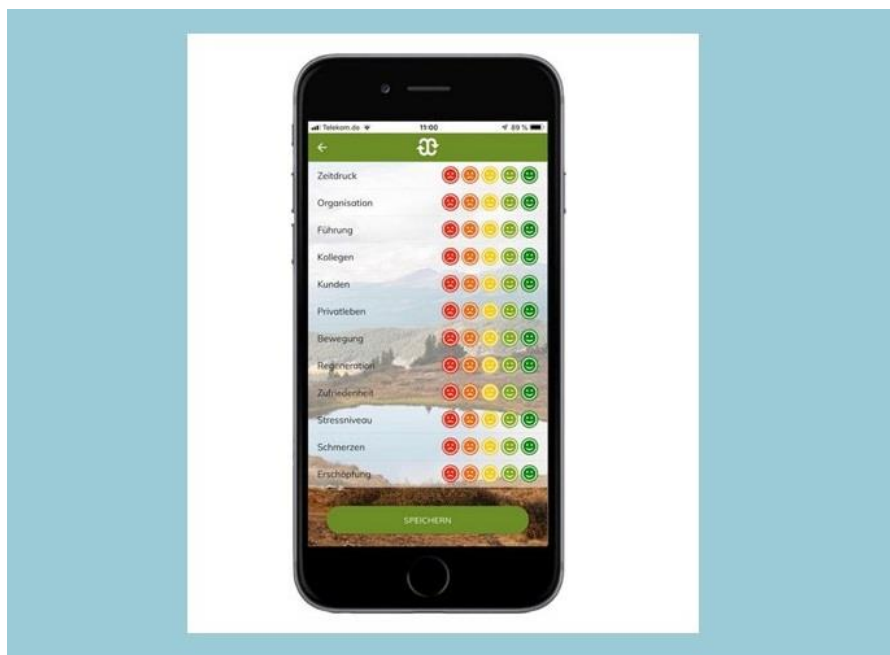 Telekom.de 11:00 89 %
Zeitdruck
Organisation
Führung
Kollegen
Kunden
Privatleben
Bewegung
Regeneration
Zufriedenheit
Stressniveau
Schmerzen
Erschöpfung
SPEICHERN